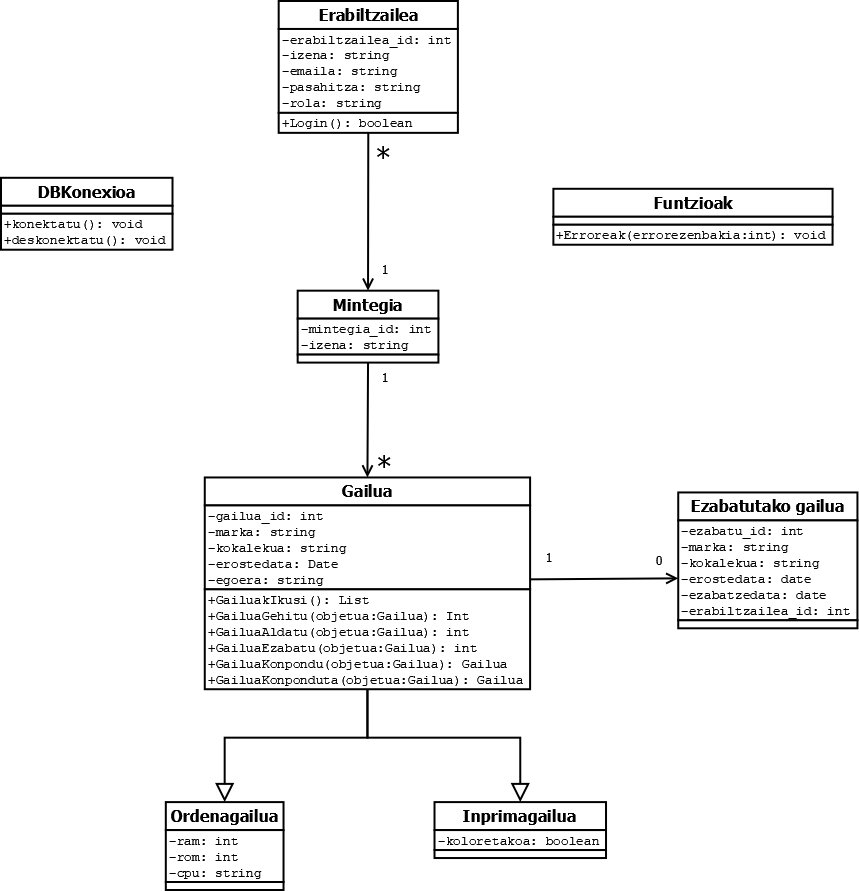 Erabiltzailea
-erabiltzailea_id: int
-izena: string
-emaila: string
-pasahitza: string
-rola: string
+Login(): boolean
*
DBKonexioa
+konektatu(): void
+deskonektatu(): void
Funtzioak
+Erroreak(errorezenbakia:int): void
1
Mintegia
-mintegia_id: int
-izena: string
1
*
Gailua
-gailua_id: int
-marka: string
-kokalekua: string
-erostedata: Date
-egoera: string
+GailuakIkusi(): List
+GailuaGehitu(objetua:Gailua): Int
+GailuaAldatu(objetua:Gailua): int
+GailuaEzabatu(objetua:Gailua): int
+GailuaKonpondu(objetua:Gailua): Gailua
+GailuaKonponduta(objetua:Gailua): Gailua
1
0
Ezabatutako gailua
-ezabatu_id: int
-marka: string
-kokalekua: string
-erostedata: date
-ezabatzedata: date
-erabiltzailea_id: int
Ordenagailua
-ram: int
-rom: int
-cpu: string
Inprimagailua
-koloretakoa: boolean